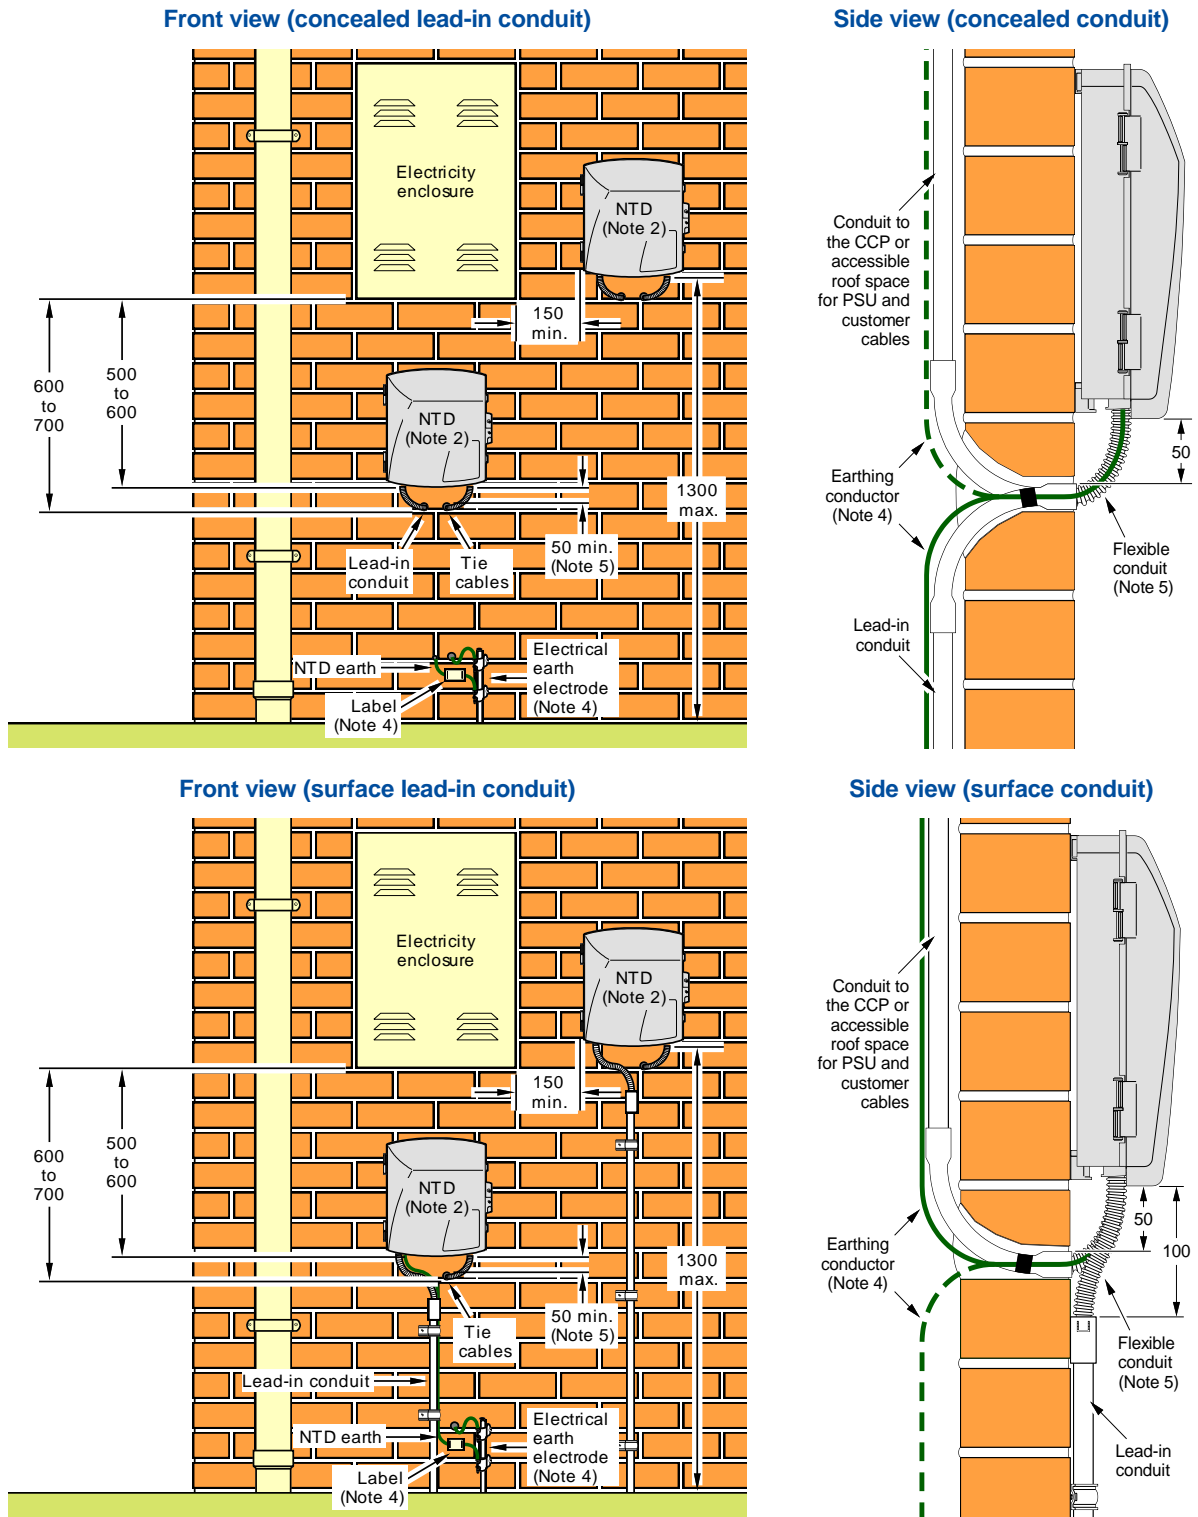 Front view (concealed lead-in conduit)
Electricity
enclosure
NTD
(Note 2)
150
min.
600
to
700
500
to
600
NTD
(Note 2)
1300
max.
50 min.
(Note 5)
Lead-in
conduit
Tie
cables
NTD earth
Label
(Note 4)
Electrical
earth
electrode
(Note 4)
Side view (concealed conduit)
Conduit to
the CCP or
accessible
roof space
for PSU and
customer
cables
50
Earthing
conductor
(Note 4)
Flexible
conduit
(Note 5)
Lead-in
conduit
Front view (surface lead-in conduit)
Electricity
enclosure
NTD
(Note 2)
150
min.
600
to
700
500
to
600
NTD
(Note 2)
1300
max.
50 min.
(Note 5)
Tie
cables
Lead-in conduit
NTD earth
Label
(Note 4)
Electrical
earth
electrode
(Note 4)
Side view (surface conduit)
Conduit to
the CCP or
accessible
roof space
for PSU and
customer
cables
50
100
Earthing
conductor
(Note 4)
Flexible
conduit
(Note 5)
Lead-in
conduit